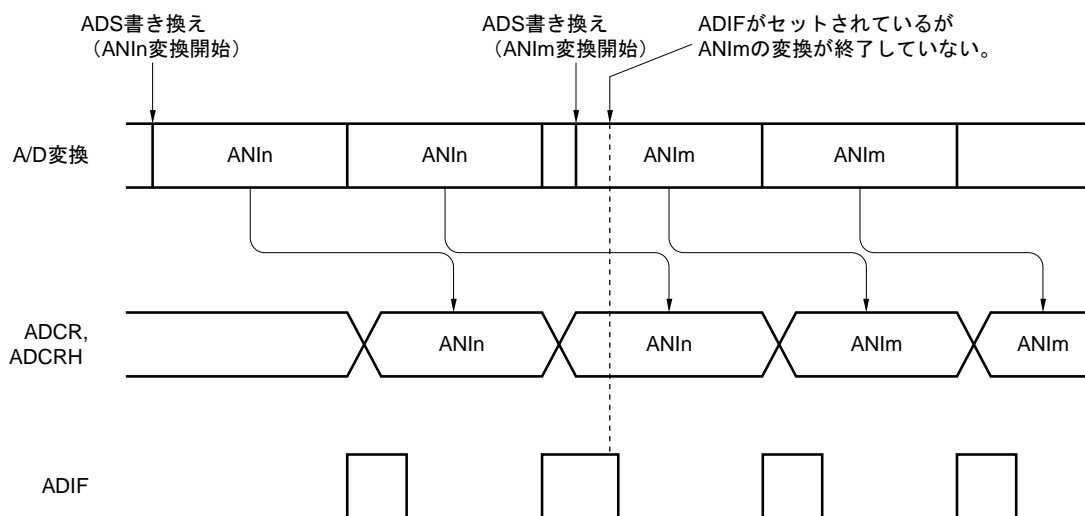 ADS書き換え
（ANIn変換開始）
ADS書き換え
（ANIm変換開始）
ADIFがセットされているが
ANImの変換が終了していない。
A/D変換
ANIn
ANIn
ANIm
ANIm
ADCR,
ADCRH
ANIn
ANIn
ANIm
ANIm
ADIF